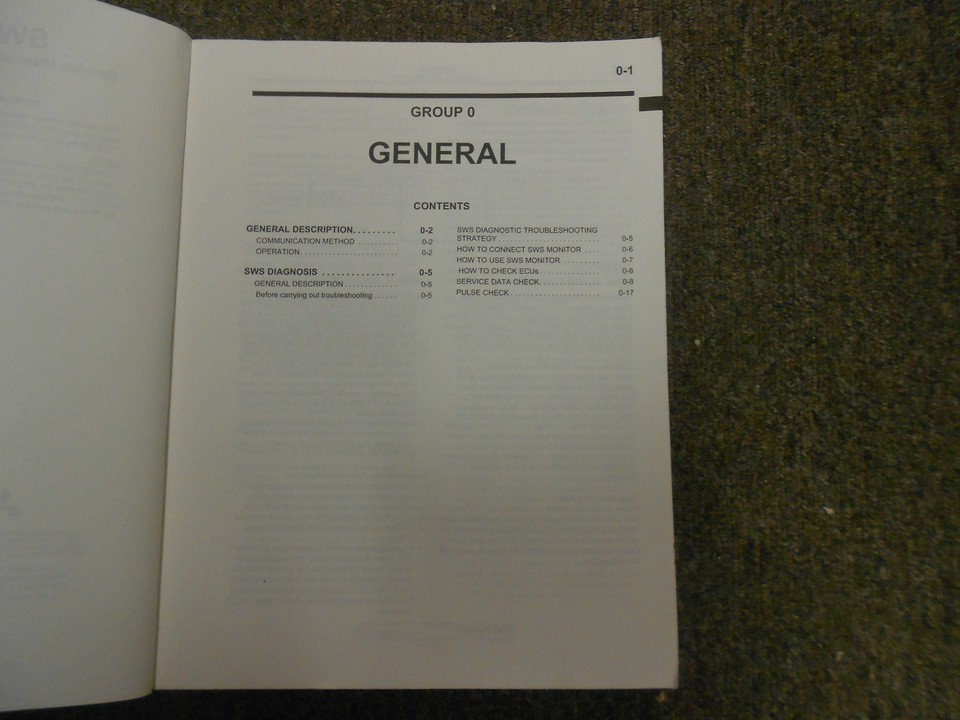 SW
0-1
GROUP 0
GENERAL
CONTENTS
GENERAL DESCRIPTION. . . . . . . . . 0-2
COMMUNICATION METHOD . . . . . . . . . . 0-2
OPERATION. . . . . . . . . . . . . . . . . . . . . . . . 0-2
SWS DIAGNOSIS . . . . . . . . . . . . . . . 0-5
GENERAL DESCRIPTION . . . . . . . . . . . . . 0-5
Before carrying out troubleshooting . . . . . . 0-5
SWS DIAGNOSTIC TROUBLESHOOTING
STRATEGY . . . . . . . . . . . . . . . . . . . . . . . . . 0-5
HOW TO CONNECT SWS MONITOR . . . . 0-6
HOW TO USE SWS MONITOR . . . . . . . . . 0-7
HOW TO CHECK ECUs. . . . . . . . . . . . . . . 0-8
SERVICE DATA CHECK. . . . . . . . . . . . . . . 0-8
PULSE CHECK . . . . . . . . . . . . . . . . . . . . . . 0-17